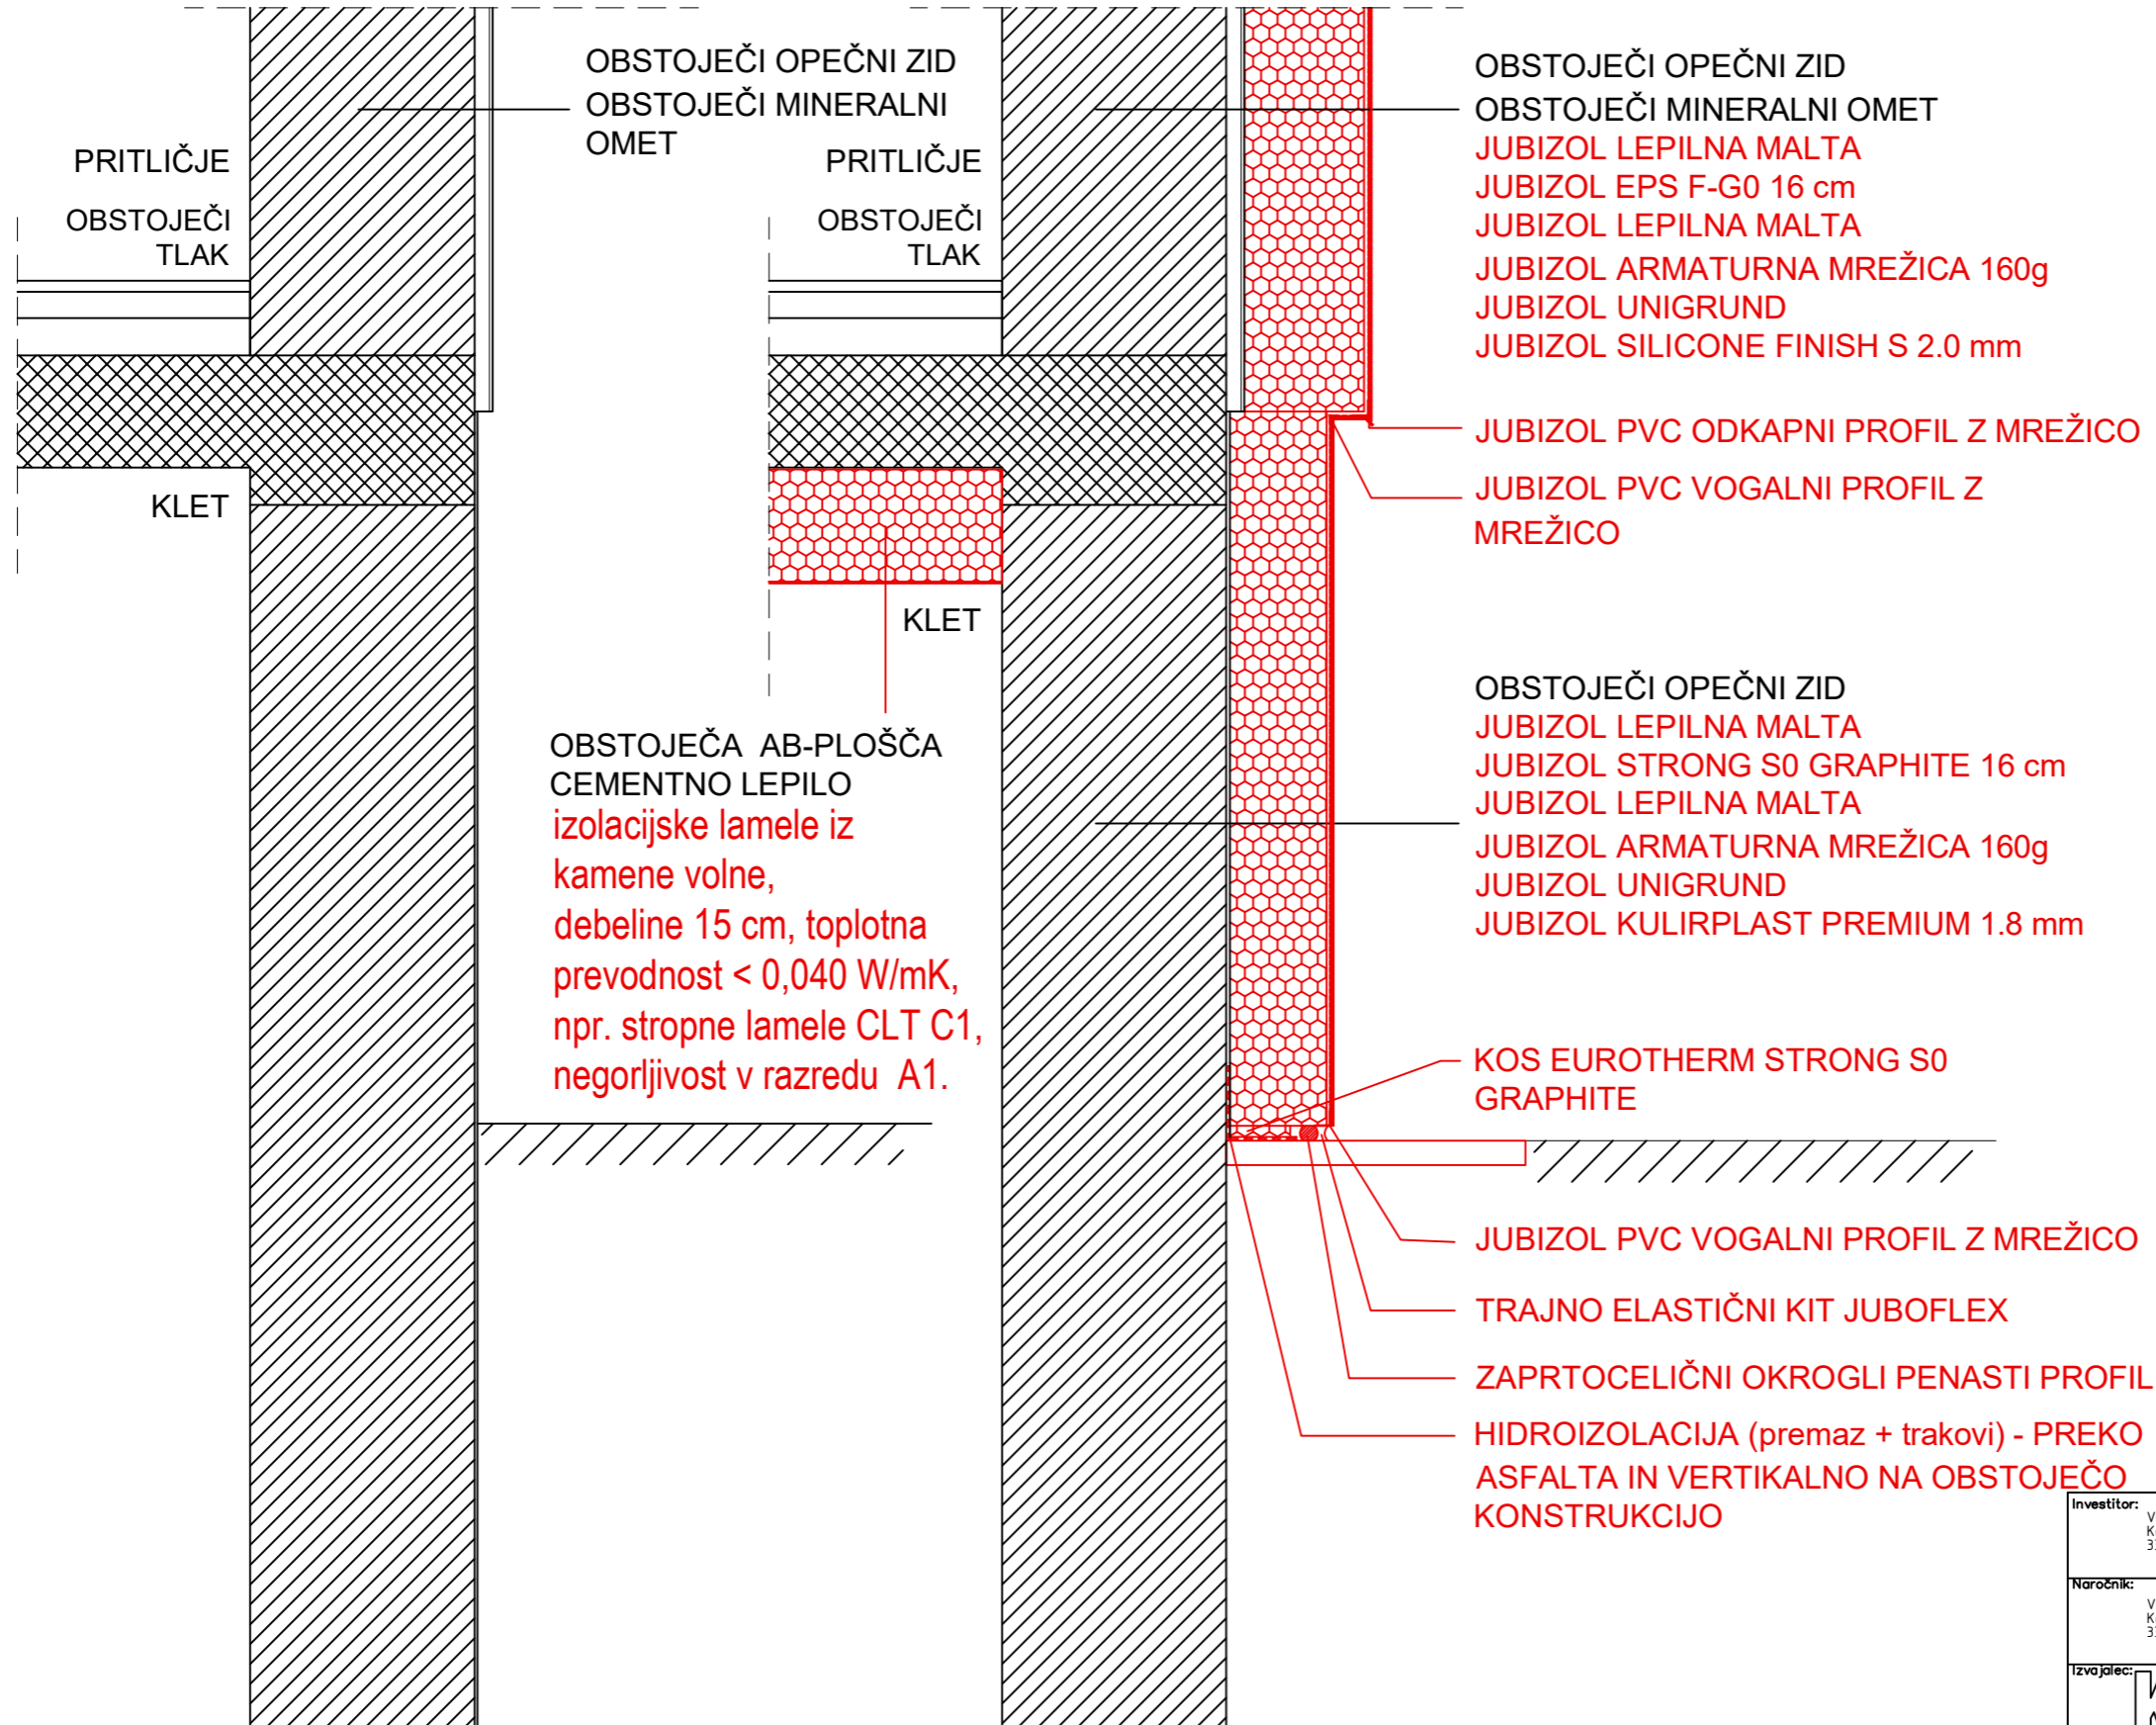 OBSTOJEČI OPEČNI ZID
OBSTOJEČI MINERALNI
OMET
PRITLIČJE
OBSTOJEČI
TLAK
KLET
PRITLIČJE
OBSTOJEČI
TLAK
KLET
OBSTOJEČA AB-PLOŠČA
CEMENTNO LEPILO
izolacijske lamele iz
kamene volne,
debeline 15 cm, toplotna
prevodnost < 0,040 W/mK,
npr. stropne lamele CLT C1,
negorljivost v razredu A1.
OBSTOJEČI OPEČNI ZID
OBSTOJEČI MINERALNI OMET
JUBIZOL LEPILNA MALTA
JUBIZOL EPS F-G0 16 cm
JUBIZOL LEPILNA MALTA
JUBIZOL ARMATURNA MREŽICA 160g
JUBIZOL UNIGRUND
JUBIZOL SILICONE FINISH S 2.0 mm
JUBIZOL PVC ODKAPNI PROFIL Z MREŽICO
JUBIZOL PVC VOGALNI PROFIL Z
MREŽICO
OBSTOJEČI OPEČNI ZID
JUBIZOL LEPILNA MALTA
JUBIZOL STRONG S0 GRAPHITE 16 cm
JUBIZOL LEPILNA MALTA
JUBIZOL ARMATURNA MREŽICA 160g
JUBIZOL UNIGRUND
JUBIZOL KULIRPLAST PREMIUM 1.8 mm
KOS EUROTHERM STRONG S0
GRAPHITE
JUBIZOL PVC VOGALNI PROFIL Z MREŽICO
TRAJNO ELASTIČNI KIT JUBOFLEX
ZAPRTOCELIČNI OKROGLI PENASTI PROFIL
HIDROIZOLACIJA (premaz + trakovi) - PREKO
ASFALTA IN VERTIKALNO NA OBSTOJEČO
KONSTRUKCIJO
Investitor:
Naročnik:
Izvajalec: